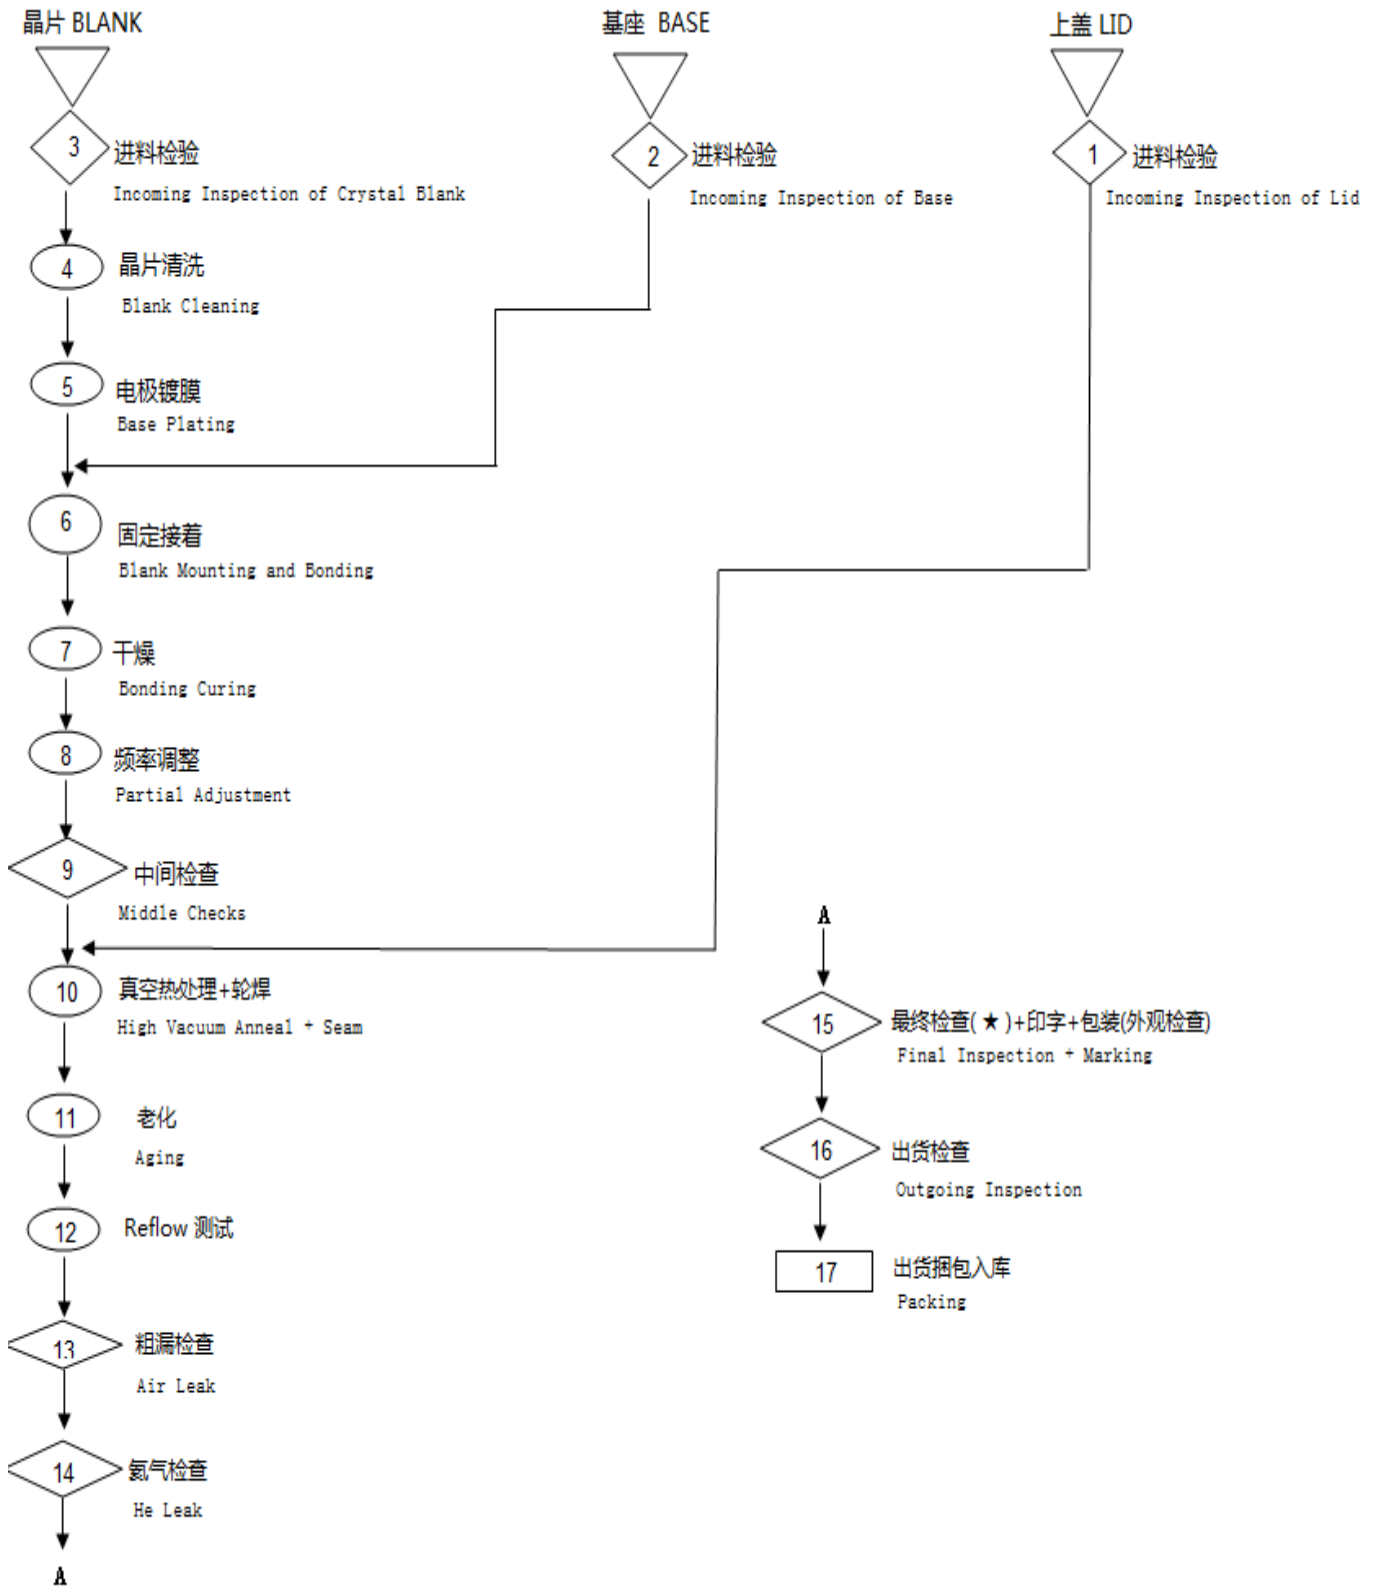 晶片 BLANK
基座 BASE
上盖 LID
3
进料检验
Incoming Inspection of Crystal Blank
2
进料检验
Incoming Inspection of Base
1
进料检验
Incoming Inspection of Lid
4
晶片清洗
Blank Cleaning
5
电极镀膜
Base Plating
6
固定接着
Blank Mounting and Bonding
7
干燥
Bonding Curing
8
频率调整
Partial Adjustment
9
中间检查
Middle Checks
10
真空热处理+轮焊
High Vacuum Anneal + Seam
11
老化
Aging
12
Reflow 测试
13
粗漏检查
Air Leak
14
氦气检查
He Leak
A
A
15
最终检查(★)+印字+包装(外观检查)
Final Inspection + Marking
16
出货检查
Outgoing Inspection
17
出货捆包入库
Packing